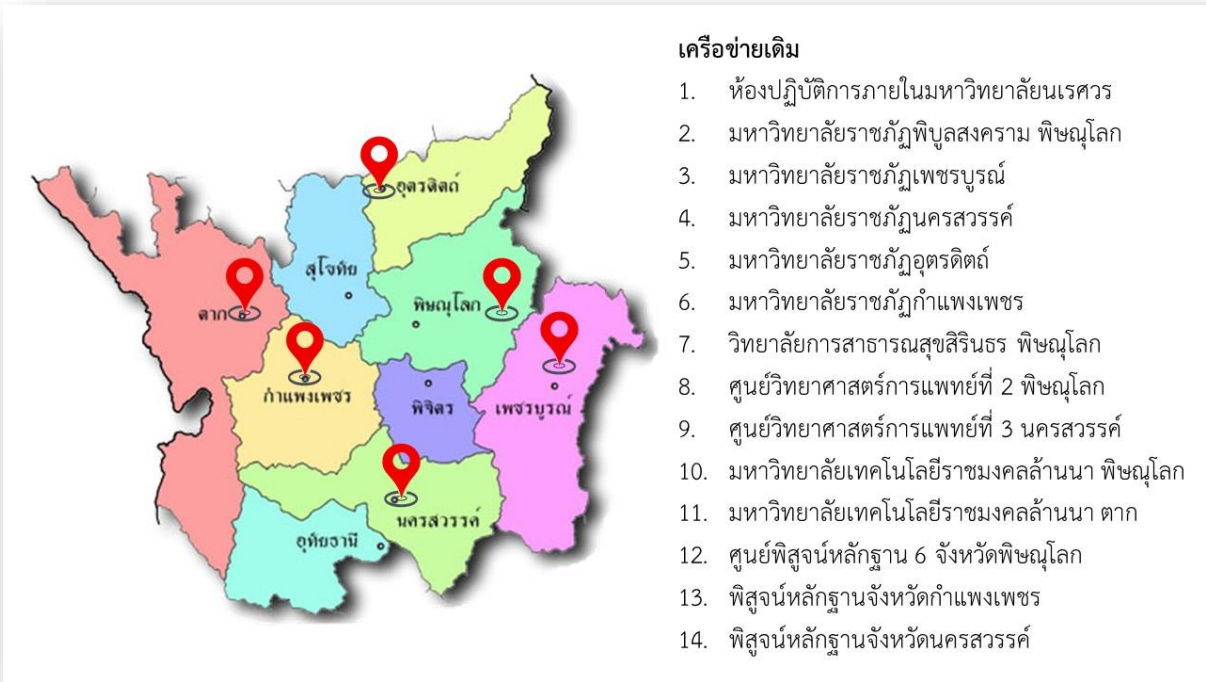 เครือข่ายเดิม
1. ห้องปฏิบัติการภายในมหาวิทยาลัยนเรศวร
2. มหาวิทยาลัยราชภัฏพิบูลสงคราม พิษณุโลก
3. มหาวิทยาลัยราชภัฏเพชรบูรณ์
4. มหาวิทยาลัยราชภัฏนครสวรรค์
5. มหาวิทยาลัยราชภัฏอุตรดิตถ์
6. มหาวิทยาลัยราชภัฏกำแพงเพชร
7. วิทยาลัยการสาธารณสุขสิรินธร พิษณุโลก
8. ศูนย์วิทยาศาสตร์การแพทย์ที่ 2 พิษณุโลก
9. ศูนย์วิทยาศาสตร์การแพทย์ที่ 3 นครสวรรค์
10. มหาวิทยาลัยเทคโนโลยีราชมงคลล้านนา พิษณุโลก
11. มหาวิทยาลัยเทคโนโลยีราชมงคลล้านนา ตาก
12. ศูนย์พิสูจน์หลักฐาน 6 จังหวัดพิษณุโลก
13. พิสูจน์หลักฐานจังหวัดกำแพงเพชร
14. พิสูจน์หลักฐานจังหวัดนครสวรรค์
อุตรดิตถ์
สุโขทัย
ตาก
พิษณุโลก
กำแพงเพชร
พิจิตร
เพชรบูรณ์
นครสวรรค์
อุทัยธานี